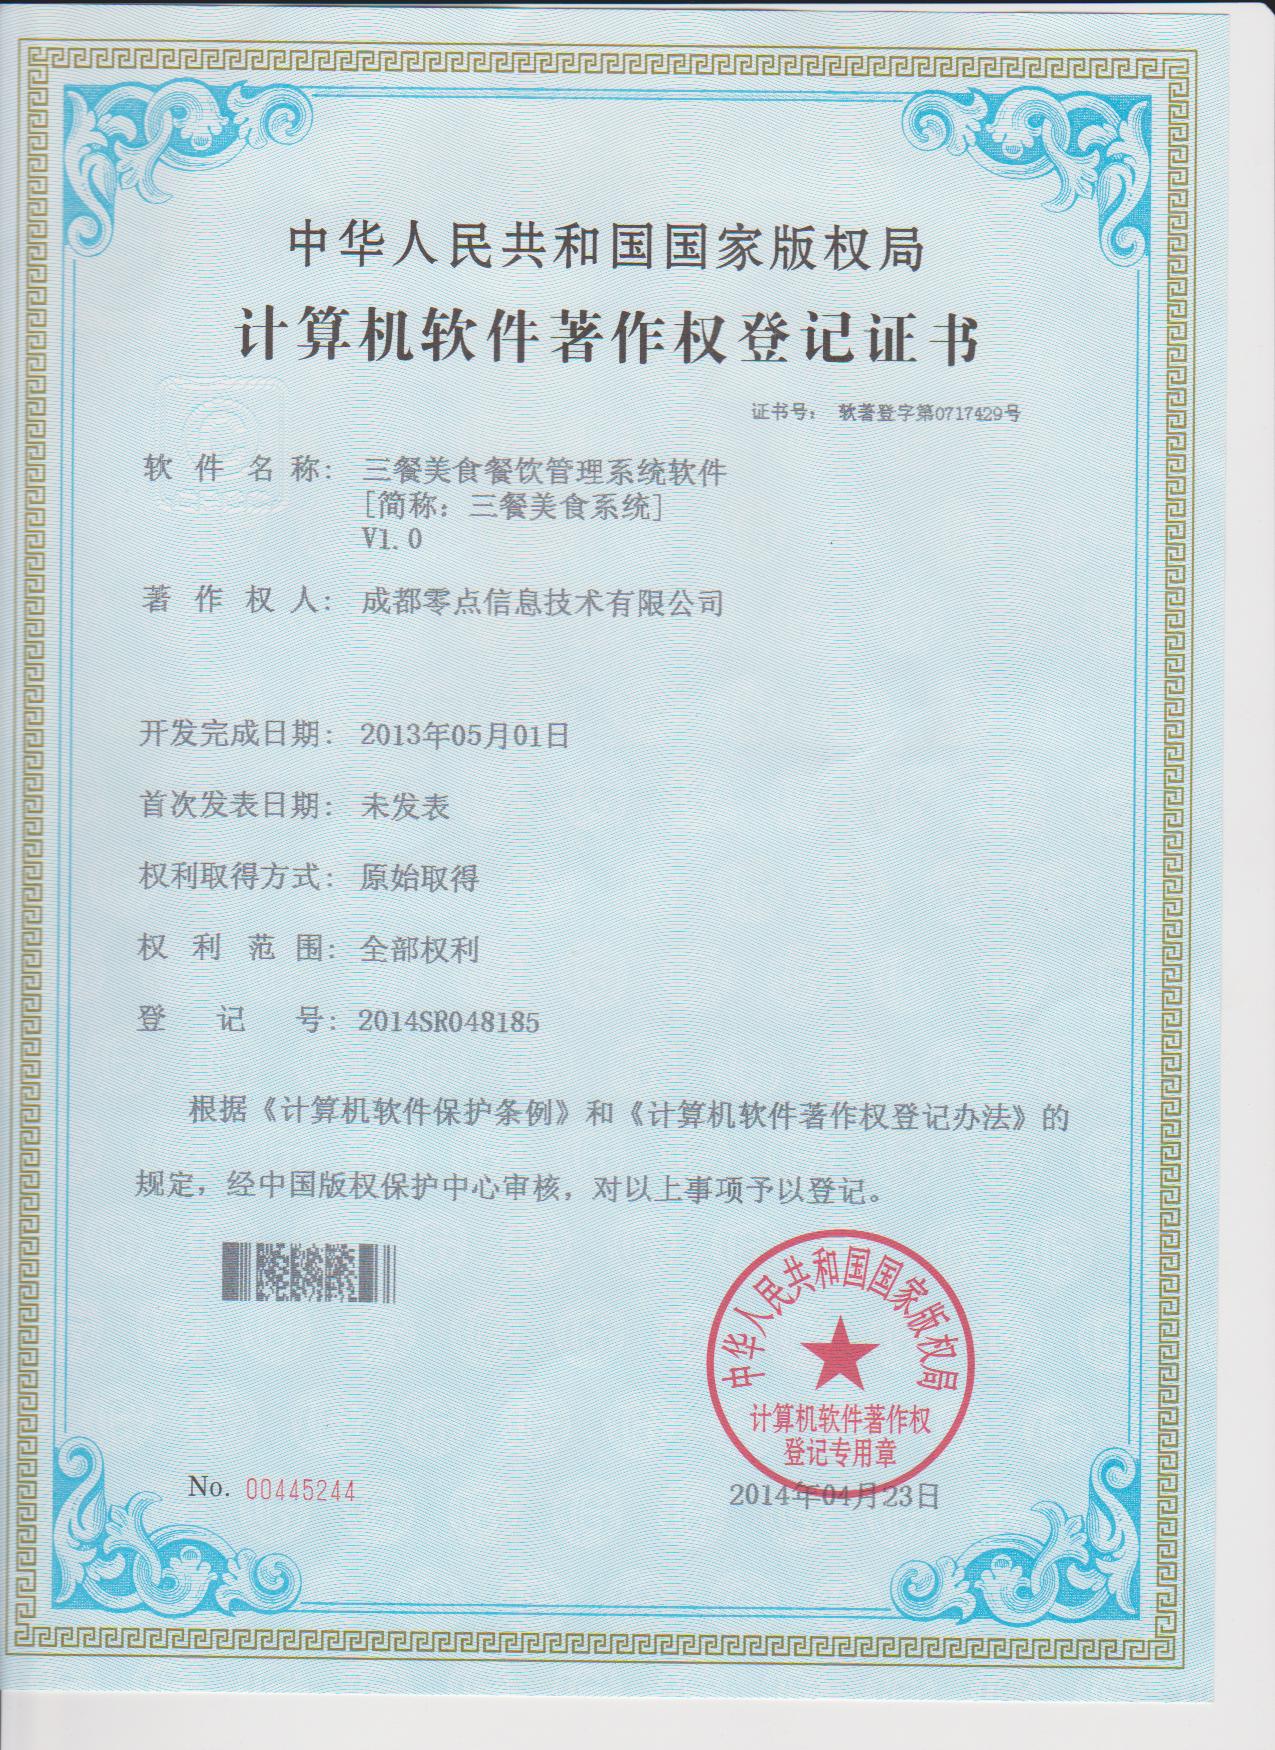 中华人民共和国国家版权局
计算机软件著作权登记证书
证书号： 软著登字第0717429号
软件名称： 三餐美食餐饮管理系统软件
[简称：三餐美食系统]
V1.0
著作权人： 成都零点信息技术有限公司
开发完成日期： 2013年05月01日
首次发表日期： 未发表
权利取得方式： 原始取得
权利范围： 全部权利
登记号： 2014SR048185
根据《计算机软件保护条例》和《计算机软件著作权登记办法》的
规定，经中国版权保护中心审核，对以上事项予以登记。
中华人民共和国国家版权局
计算机软件著作权
登记专用章
No. 00445244
2014年04月23日